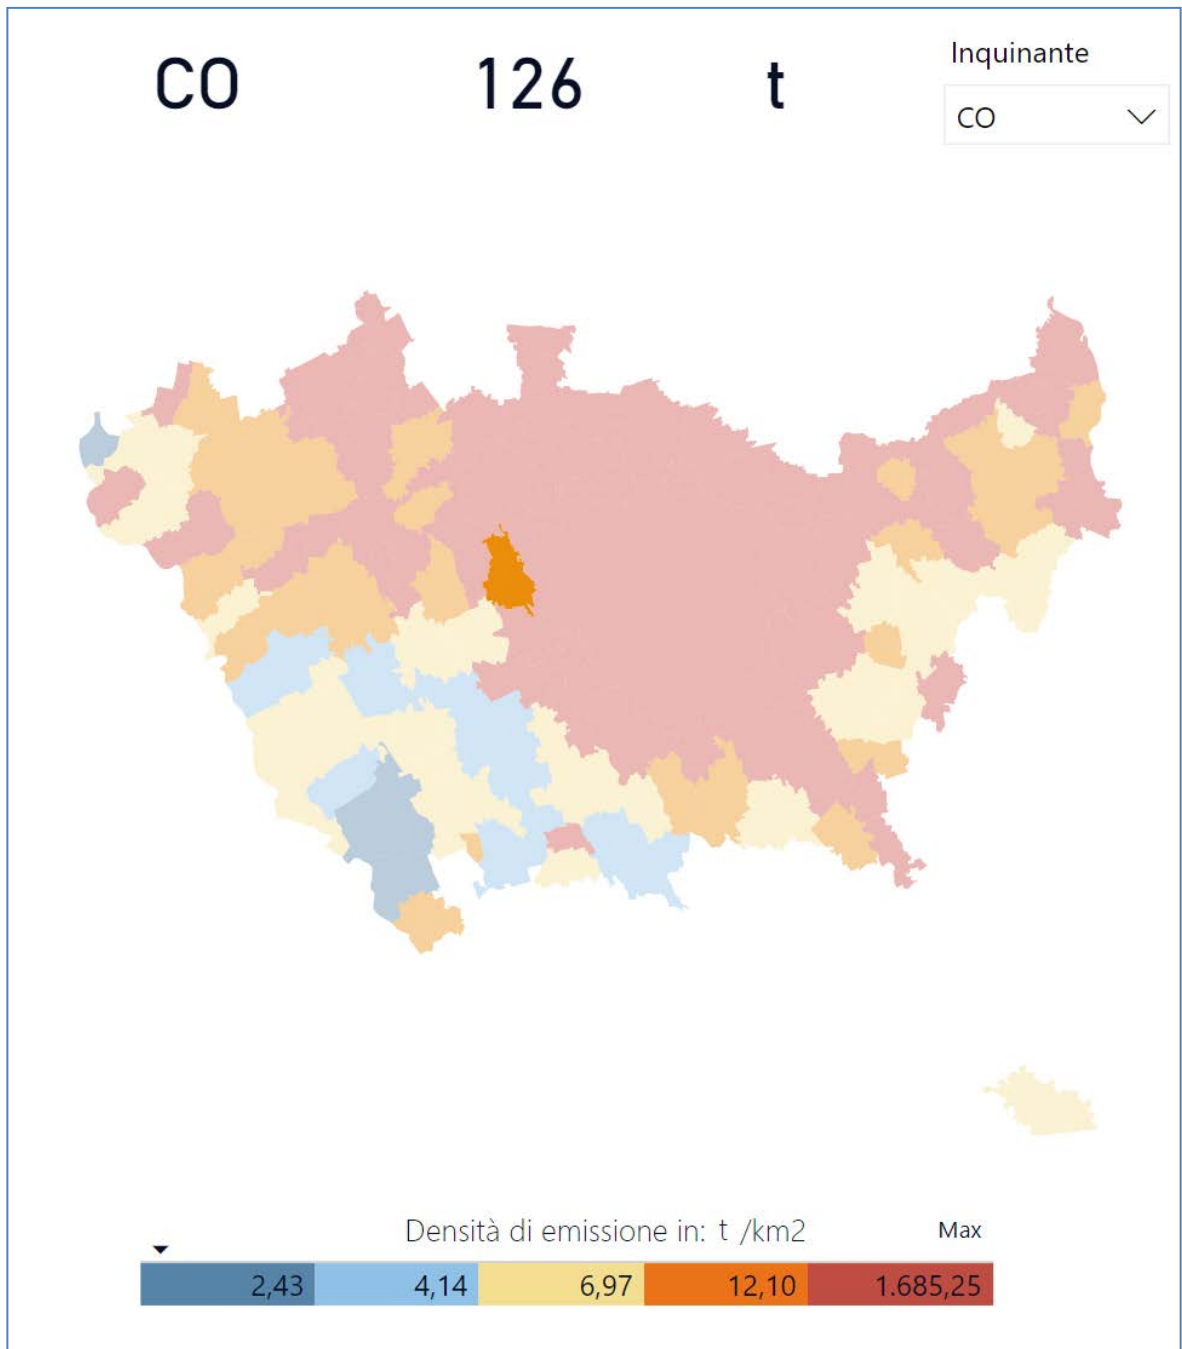 CO 126 t
Inquinante
CO
Densità di emissione in: t /km2 Max
2,43 4,14 6,97 12,10 1.685,25